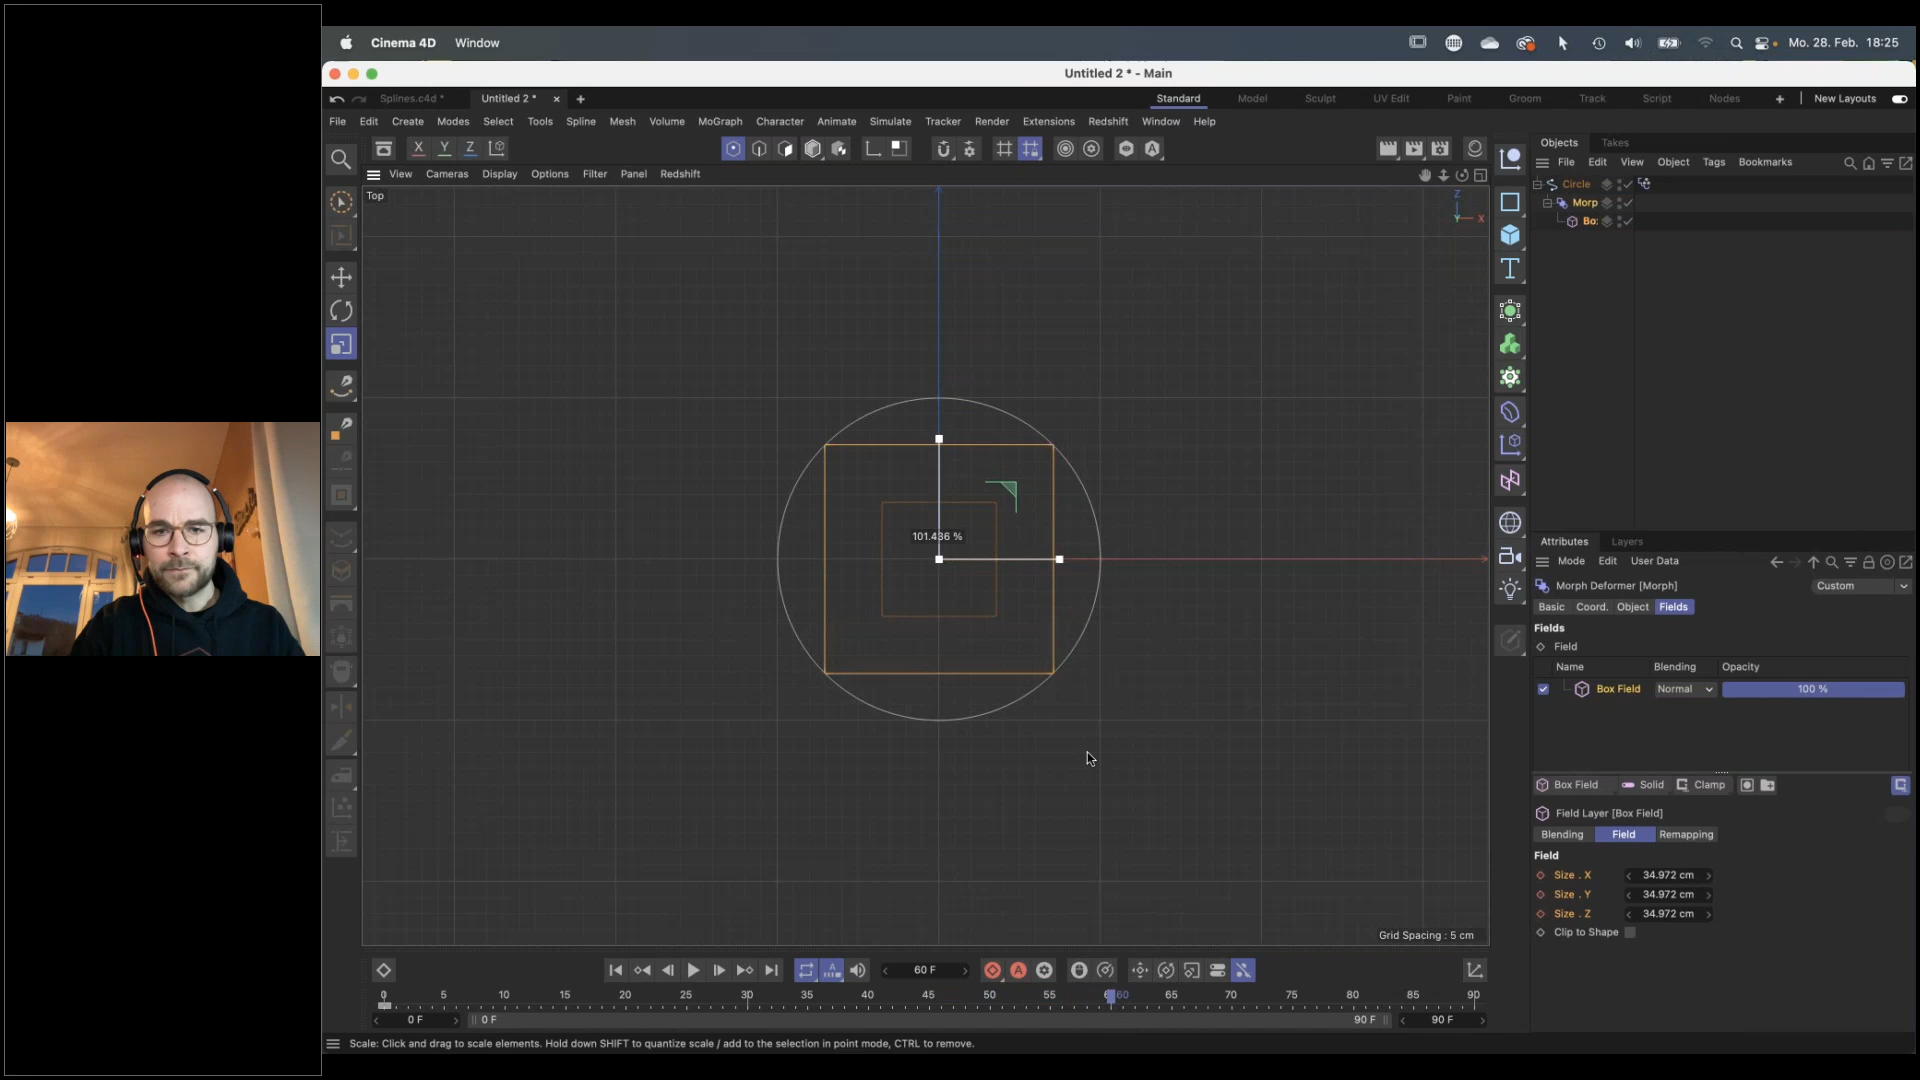 Cinema 4D Window Mo. 28. Feb. 18:25
Untitled 2 * - Main
Splines.c4d * Untitled 2 * Standard Model Sculpt UV Edit Paint Groom Track Script Nodes New Layouts
File Edit Create Modes Select Tools Spline Mesh Volume MoGraph Character Animate Simulate Tracker Render Extensions Redshift Window Help
X Y Z
View Cameras Display Options Filter Panel Redshift
Top
Z
Y X
101.436 %
Grid Spacing : 5 cm
Objects Takes
File Edit View Object Tags Bookmarks
Circle
Morp
Bo
Attributes Layers
Mode Edit User Data
Morph Deformer [Morph] Custom
Basic Coord. Object Fields
Fields
Field
Name Blending Opacity
Box Field Normal 100 %
Box Field Solid Clamp
Field Layer [Box Field]
Blending Field Remapping
Field
Size . X 34.972 cm
Size . Y 34.972 cm
Size . Z 34.972 cm
Clip to Shape
60 F
0 5 10 15 20 25 30 35 40 45 50 55 60 65 70 75 80 85 90
0 F 0 F 90 F 90 F
Scale: Click and drag to scale elements. Hold down SHIFT to quantize scale / add to the selection in point mode, CTRL to remove.